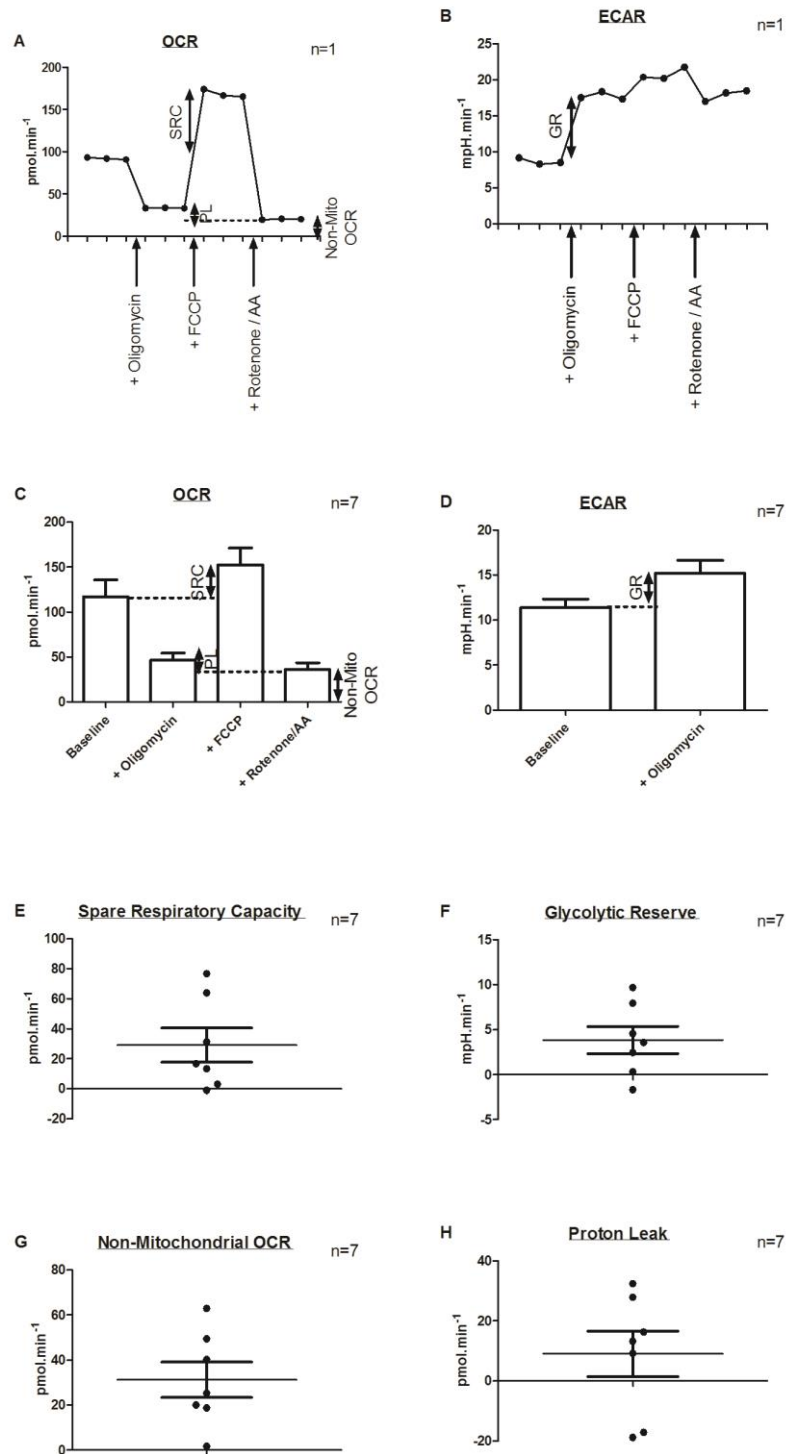 A
OCR
n=1
200
150
100
50
0
pmol.min⁻¹
SRC
PL
Non-Mito
OCR
+ Oligomycin
+ FCCP
+ Rotenone / AA
B
ECAR
n=1
25
20
15
10
5
0
mpH.min⁻¹
GR
+ Oligomycin
+ FCCP
+ Rotenone / AA
C
OCR
n=7
200
150
100
50
0
pmol.min⁻¹
SRC
PL
Non-Mito
OCR
Baseline
+ Oligomycin
+ FCCP
+ Rotenone/AA
D
ECAR
n=7
20
15
10
5
0
mpH.min⁻¹
GR
Baseline
+ Oligomycin
E
Spare Respiratory Capacity
n=7
100
80
60
40
20
0
-20
pmol.min⁻¹
F
Glycolytic Reserve
n=7
15
10
5
0
-5
mpH.min⁻¹
G
Non-Mitochondrial OCR
n=7
80
60
40
20
0
pmol.min⁻¹
H
Proton Leak
n=7
40
20
0
-20
pmol.min⁻¹